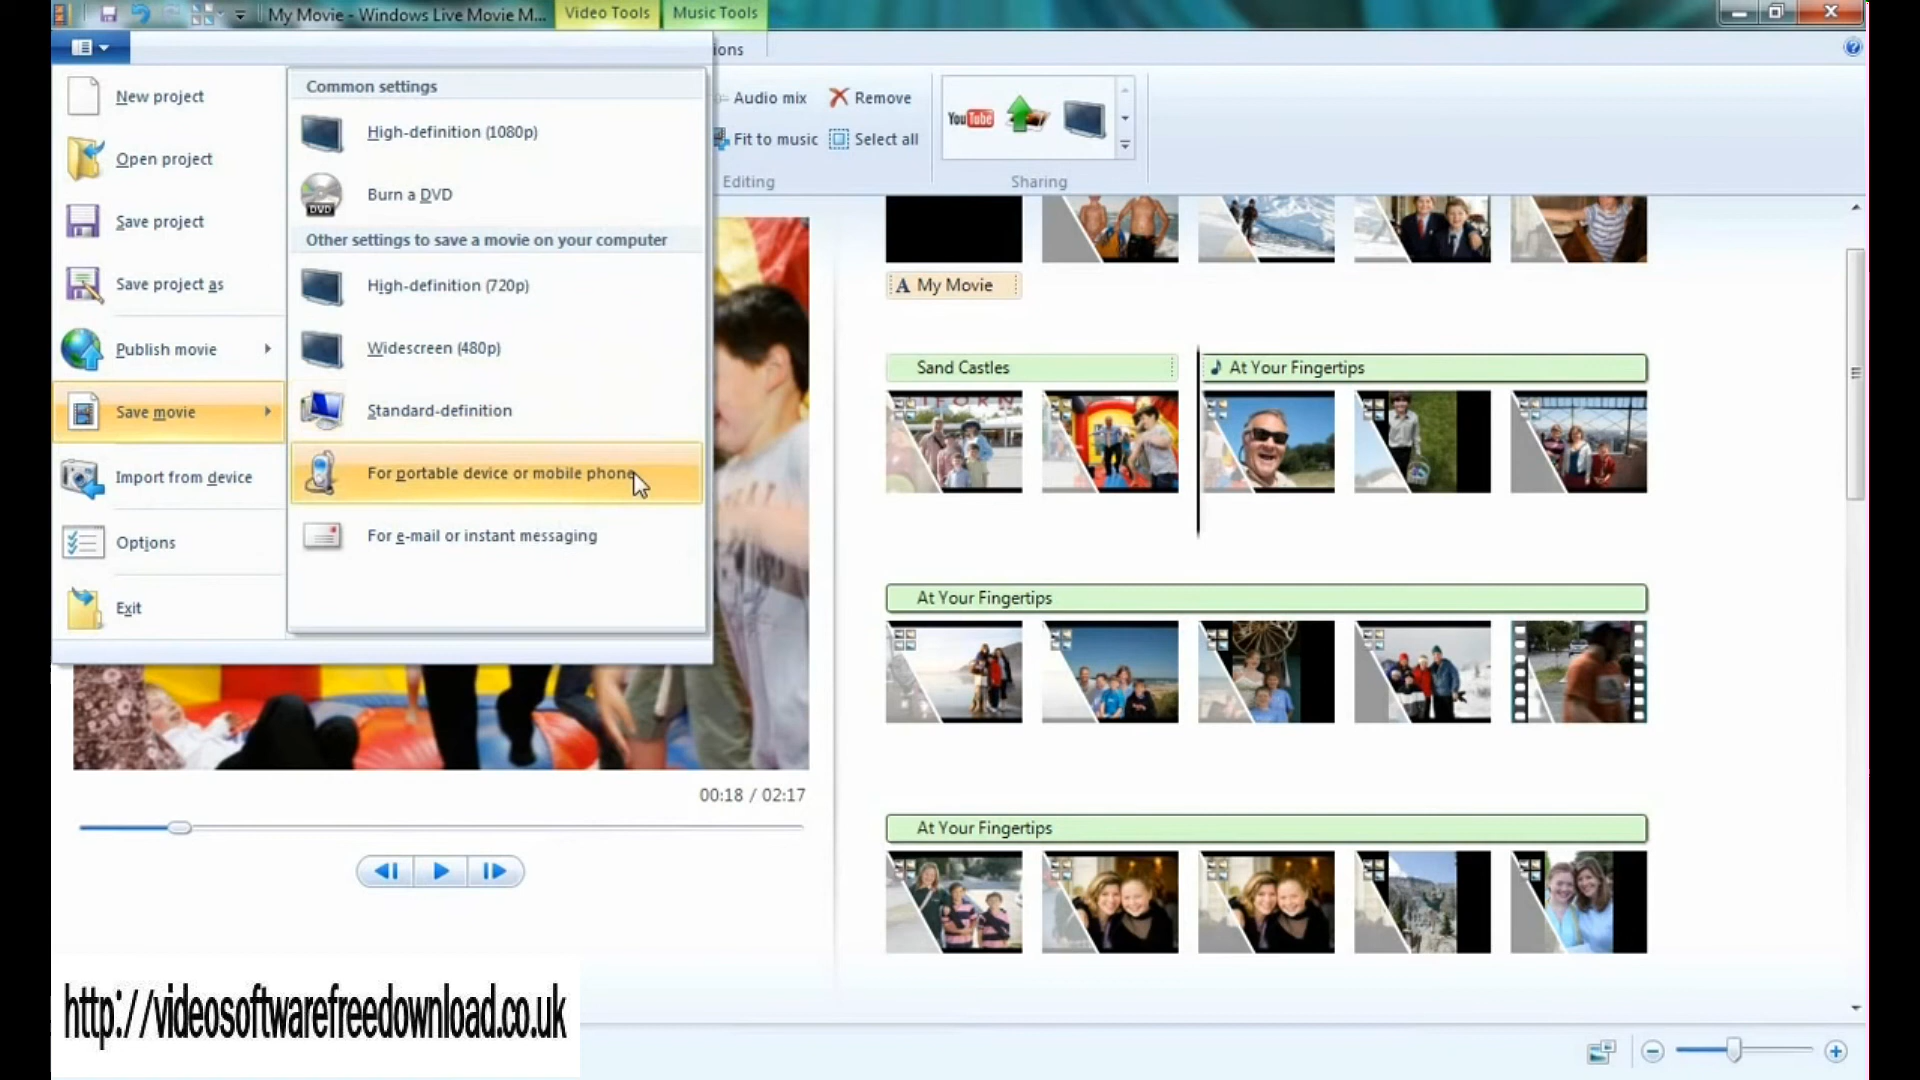 My Movie - Windows Live Movie M...
Video Tools
Music Tools
ions
New project
Open project
Save project
Save project as
Publish movie
Save movie
Import from device
Options
Exit
Common settings
High-definition (1080p)
Burn a DVD
DVD
Other settings to save a movie on your computer
High-definition (720p)
Widescreen (480p)
Standard-definition
For portable device or mobile phone
For e-mail or instant messaging
Audio mix
Remove
Fit to music
Select all
Editing
YouTube
Sharing
A My Movie
Sand Castles
At Your Fingertips
At Your Fingertips
At Your Fingertips
00:18 / 02:17
http://videosoftwarefreedownload.co.uk